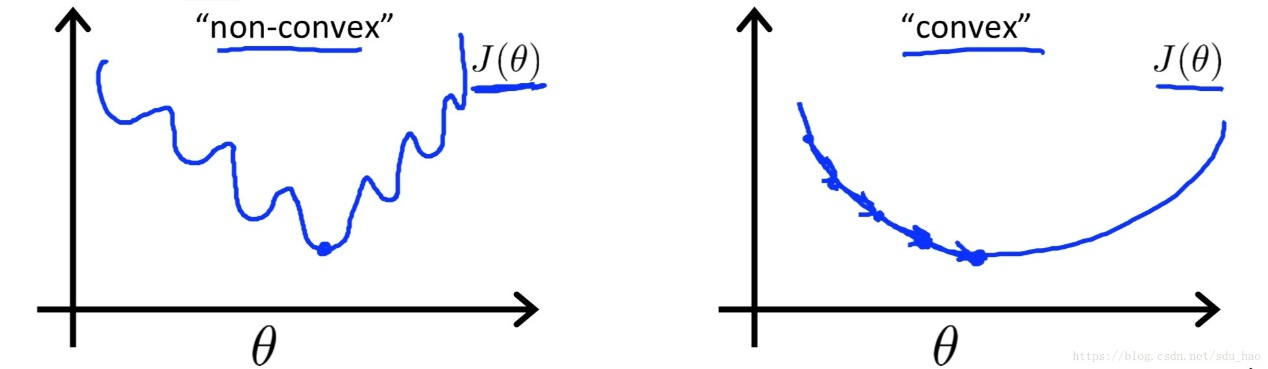 “non-convex”
J(θ)
θ
“convex”
J(θ)
θ
https://blog.csdn.net/sdu_hao